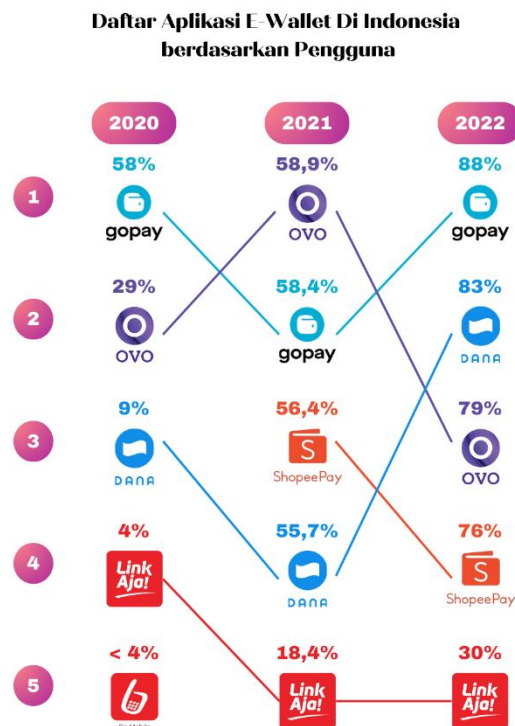 Daftar Aplikasi E-Wallet Di Indonesia
berdasarkan Pengguna
2020 2021 2022
1
58% 58,9% 88%
gopay OVO gopay
2
29% 58,4% 83%
OVO gopay DANA
3
9% 56,4% 79%
DANA S ShopeePay OVO
4
4% 55,7% 76%
Link Aja! DANA S ShopeePay
5
< 4% 18,4% 30%
Link Aja! Link Aja!